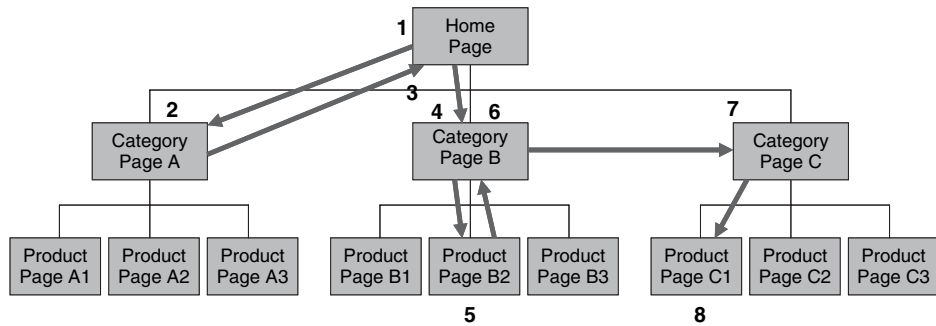 1
Home
Page
3
2
4
6
7
Category
Page A
Category
Page B
Category
Page C
Product
Page A1
Product
Page A2
Product
Page A3
Product
Page B1
Product
Page B2
Product
Page B3
Product
Page C1
Product
Page C2
Product
Page C3
5
8